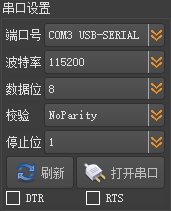 串口设置
端口号 COM3 USB-SERIAL
波特率 115200
数据位 8
校验 NoParity
停止位 1
刷新 打开串口
DTR RTS